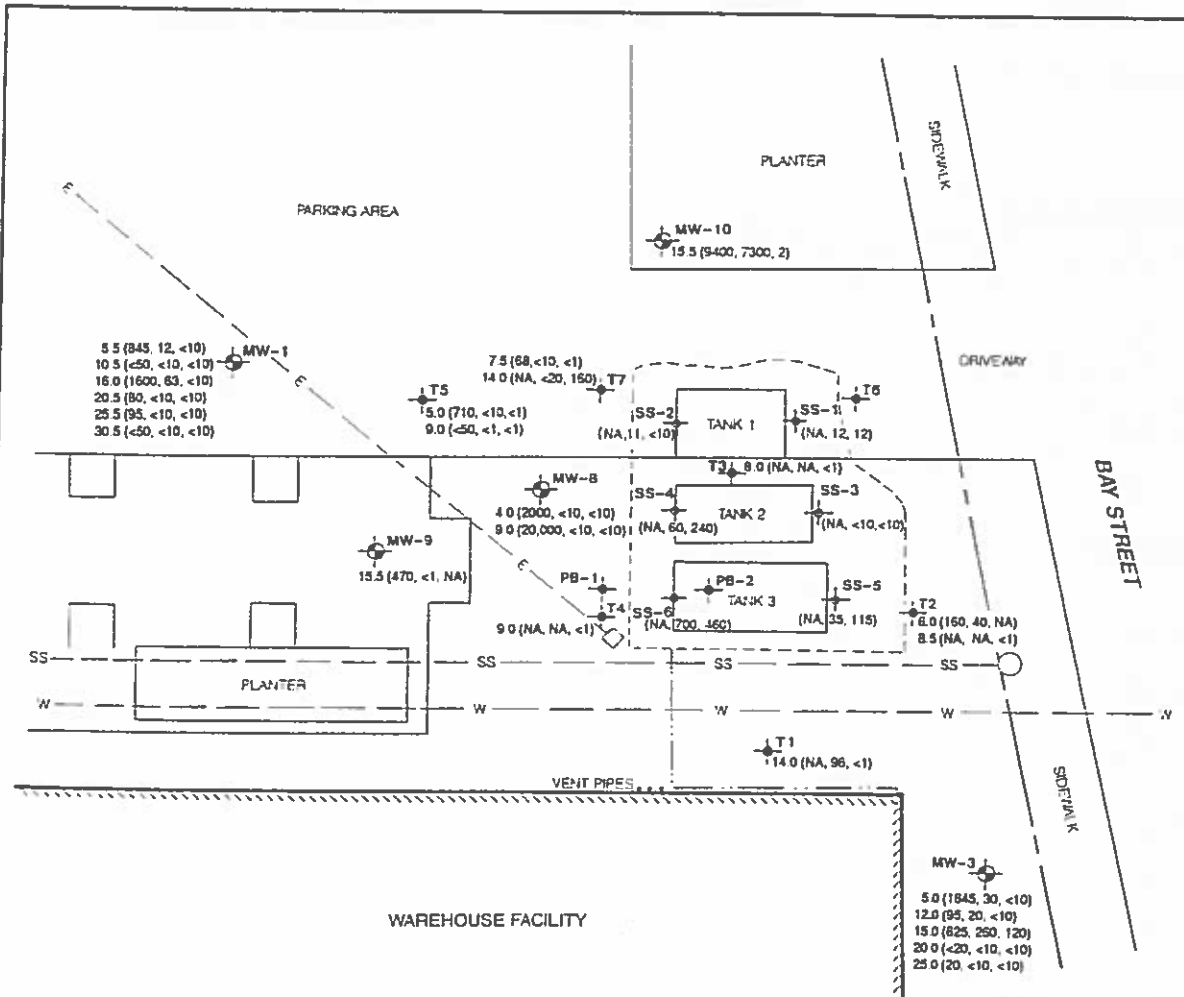 SIDEWALK
PLANTER
PARKING AREA
MW-10
15.5 (9400, 7300, 2)
E
MW-1
5.5 (845, 12, <10)
10.5 (<50, <10, <10)
16.0 (1600, 63, <10)
20.5 (80, <10, <10)
25.5 (95, <10, <10)
30.5 (<50, <10, <10)
E
DRIVEWAY
7.5 (68, <10, <1)
14.0 (NA, <20, 160)
T7
T5
5.0 (710, <10, <1)
9.0 (<50, <1, <1)
T6
SS-2
(NA, 11, <10)
TANK 1
SS-1
(NA, 12, 12)
T3
8.0 (NA, NA, <1)
MW-8
4.0 (2000, <10, <10)
9.0 (20,000, <10, <10)
SS-4
(NA, 60, 240)
TANK 2
SS-3
(NA, <10, <10)
BAY STREET
MW-9
15.5 (470, <1, NA)
E
PB-1
T4
9.0 (NA, NA, <1)
PB-2
TANK 3
SS-5
(NA, 35, 115)
SS-6
(NA, 700, 460)
T2
6.0 (160, 40, NA)
8.5 (NA, NA, <1)
SS
SS
SS
SS
PLANTER
W
W
W
W
W
T1
14.0 (NA, 96, <1)
VENT PIPES
SIDEWALK
WAREHOUSE FACILITY
MW-3
5.0 (1645, 30, <10)
12.0 (95, 20, <10)
15.0 (625, 260, 120)
20.0 (<20, <10, <10)
25.0 (20, <10, <10)